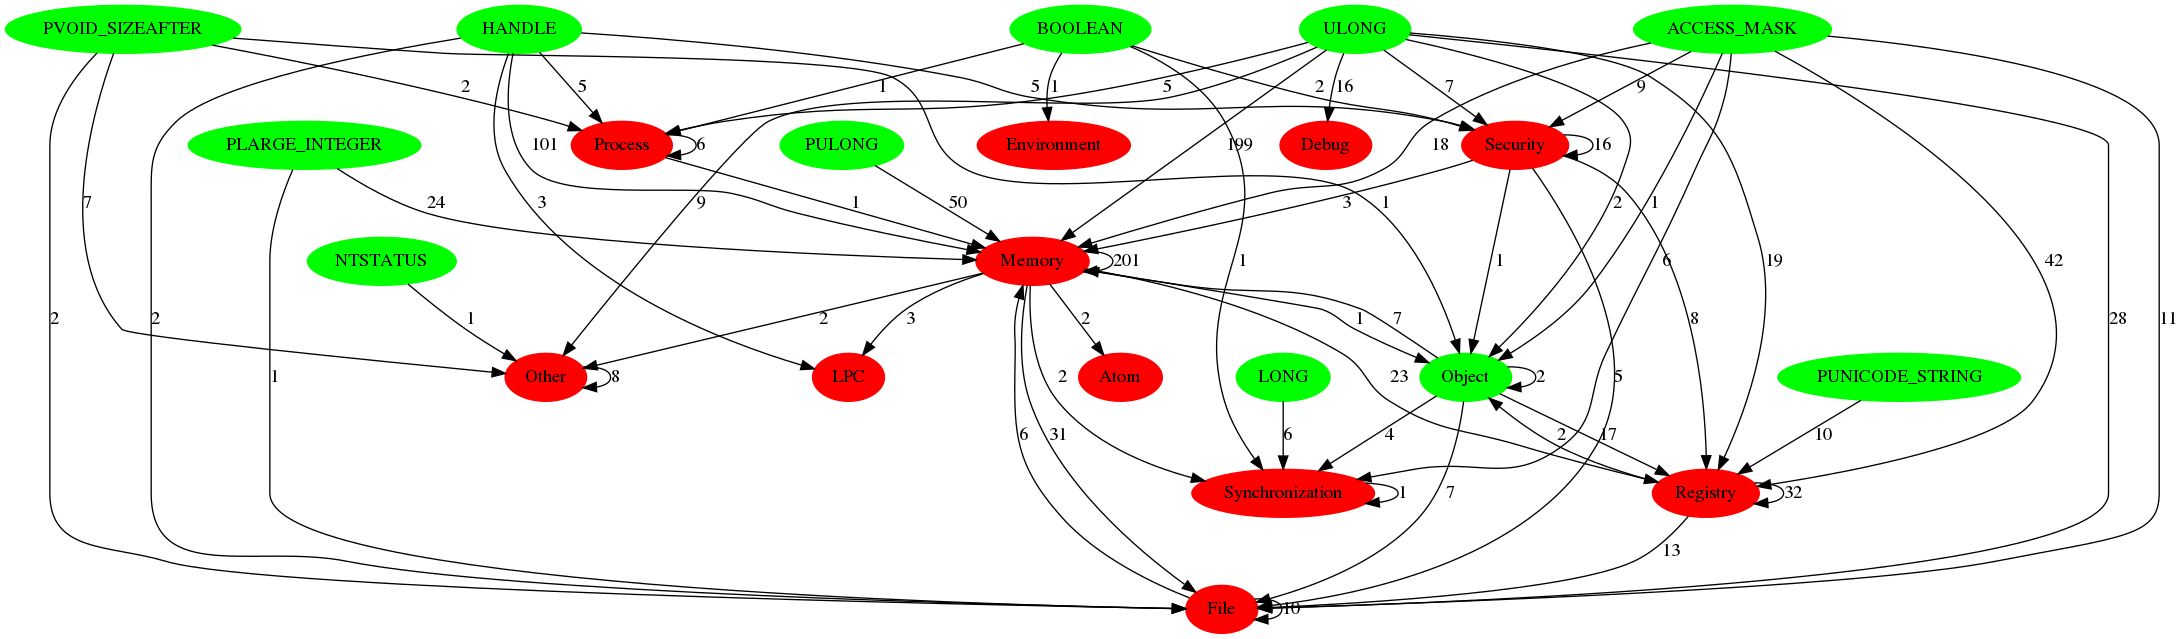 PVOID_SIZEAFTER HANDLE BOOLEAN ULONG ACCESS_MASK
2 5 1 5 1 5 2 16 7 9
PLARGE_INTEGER 101 Process 6 PULONG Environment Debug 18 Security 16
199
7 24 3 9 1 50 1 3 1 2 1 19
NTSTATUS Memory 201 1 6 42
2 2 1 2 3 2 1 7 1 8 28 11
1 Other 8 LPC Atom LONG 23 Object 2 5 PUNICODE_STRING
2
6 31 6 4 2 17 10
Synchronization 1 7 Registry 32
13
File 10